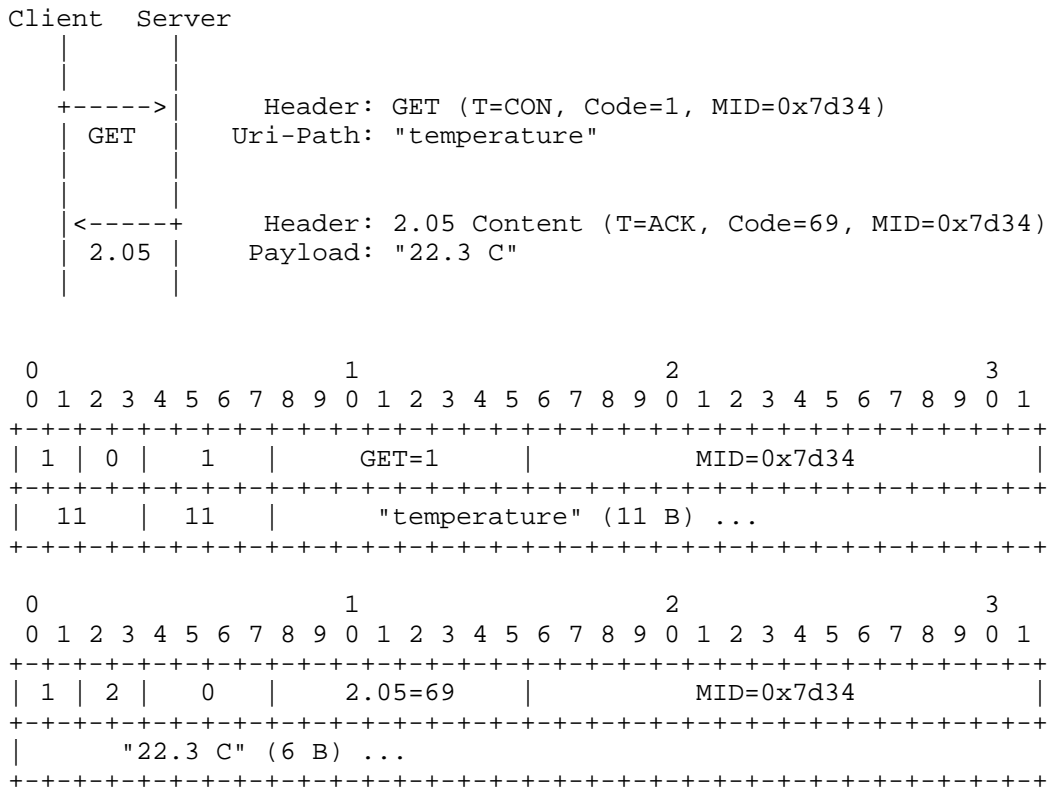 Client  Server
   |      |
   |      |
   +----->|     Header: GET (T=CON, Code=1, MID=0x7d34)
   | GET  |   Uri-Path: "temperature"
   |      |
   |      |
   |<-----+     Header: 2.05 Content (T=ACK, Code=69, MID=0x7d34)
   | 2.05 |    Payload: "22.3 C"
   |      |
 0                   1                   2                   3
 0 1 2 3 4 5 6 7 8 9 0 1 2 3 4 5 6 7 8 9 0 1 2 3 4 5 6 7 8 9 0 1
+-+-+-+-+-+-+-+-+-+-+-+-+-+-+-+-+-+-+-+-+-+-+-+-+-+-+-+-+-+-+-+-+
| 1 | 0 |   1   |     GET=1     |          MID=0x7d34           |
+-+-+-+-+-+-+-+-+-+-+-+-+-+-+-+-+-+-+-+-+-+-+-+-+-+-+-+-+-+-+-+-+
|  11   |  11   |      "temperature" (11 B) ...
+-+-+-+-+-+-+-+-+-+-+-+-+-+-+-+-+-+-+-+-+-+-+-+-+-+-+-+-+-+-+-+-+
 0                   1                   2                   3
 0 1 2 3 4 5 6 7 8 9 0 1 2 3 4 5 6 7 8 9 0 1 2 3 4 5 6 7 8 9 0 1
+-+-+-+-+-+-+-+-+-+-+-+-+-+-+-+-+-+-+-+-+-+-+-+-+-+-+-+-+-+-+-+-+
| 1 | 2 |   0   |    2.05=69    |          MID=0x7d34           |
+-+-+-+-+-+-+-+-+-+-+-+-+-+-+-+-+-+-+-+-+-+-+-+-+-+-+-+-+-+-+-+-+
|      "22.3 C" (6 B) ...
+-+-+-+-+-+-+-+-+-+-+-+-+-+-+-+-+-+-+-+-+-+-+-+-+-+-+-+-+-+-+-+-+